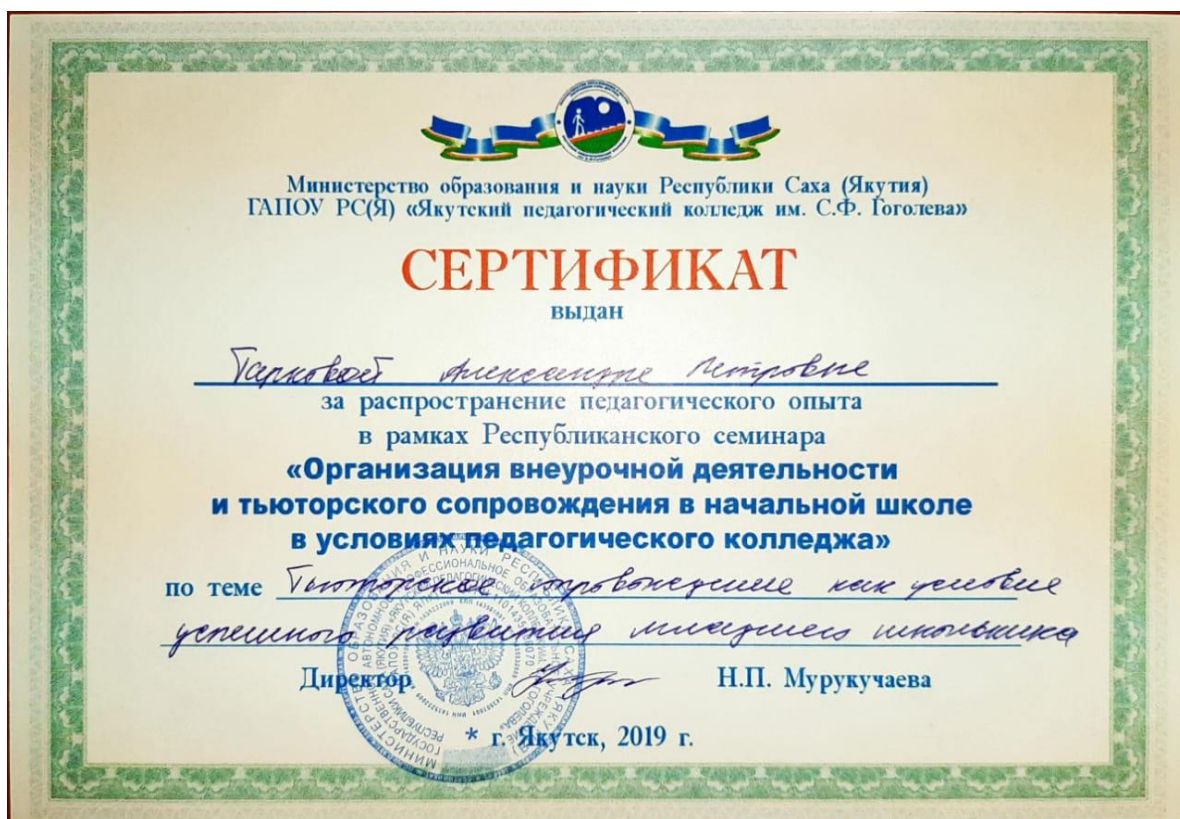 Министерство образования и науки Республики Саха (Якутия)
ГАПОУ РС(Я) «Якутский педагогический колледж им. С.Ф. Гоголева»
СЕРТИФИКАТ
выдан
Тарковой Александре Петровне
за распространение педагогического опыта
в рамках Республиканского семинара
«Организация внеурочной деятельности
и тьюторского сопровождения в начальной школе
в условиях педагогического колледжа»
по теме Тьюторское сопровождение как условие
успешного развития младшего школьника
Директор Н.П. Мурукучаева
* г. Якутск, 2019 г.